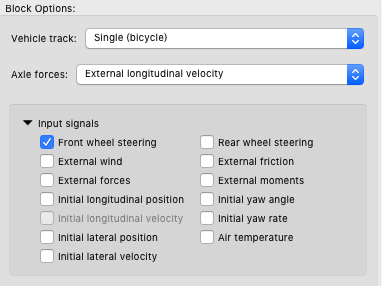 Block Options:
Vehicle track: Single (bicycle)
Axle forces: External longitudinal velocity
Input signals
Front wheel steering Rear wheel steering
External wind External friction
External forces External moments
Initial longitudinal position Initial yaw angle
Initial longitudinal velocity Initial yaw rate
Initial lateral position Air temperature
Initial lateral velocity